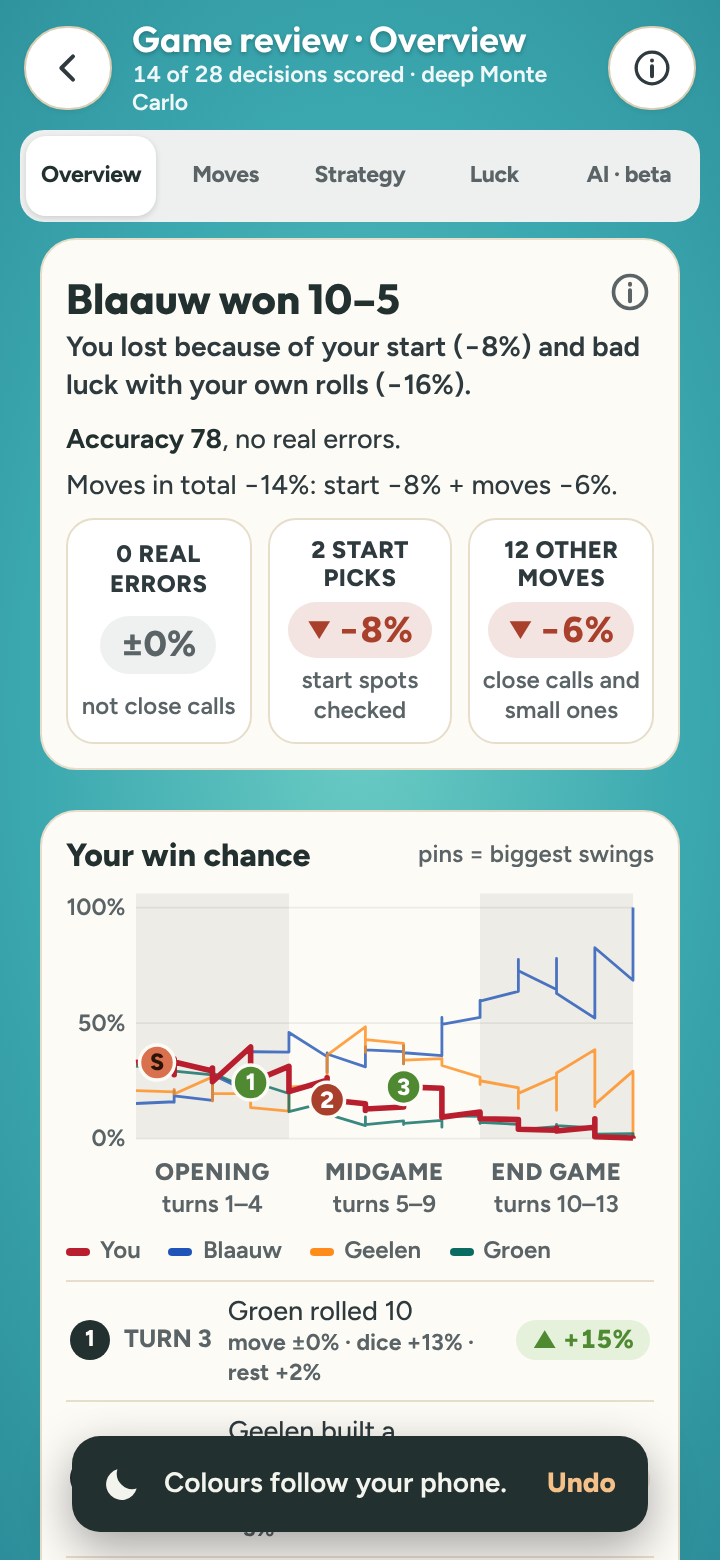 Game review · Overview
14 of 28 decisions scored · deep Monte
Carlo
Overview
Moves
Strategy
Luck
AI · beta
Blaauw won 10–5
You lost because of your start (−8%) and bad
luck with your own rolls (−16%).
Accuracy 78, no real errors.
Moves in total −14%: start −8% + moves −6%.
0 REAL
ERRORS
±0%
not close calls
2 START
PICKS
▼ −8%
start spots
checked
12 OTHER
MOVES
▼ −6%
close calls and
small ones
Your win chance
pins = biggest swings
100%
50%
0%
S
1
2
3
OPENING
turns 1–4
MIDGAME
turns 5–9
END GAME
turns 10–13
You
Blaauw
Geelen
Groen
1
TURN 3
Groen rolled 10
move ±0% · dice +13% ·
rest +2%
▲ +15%
Geelen built a
Colours follow your phone.
Undo